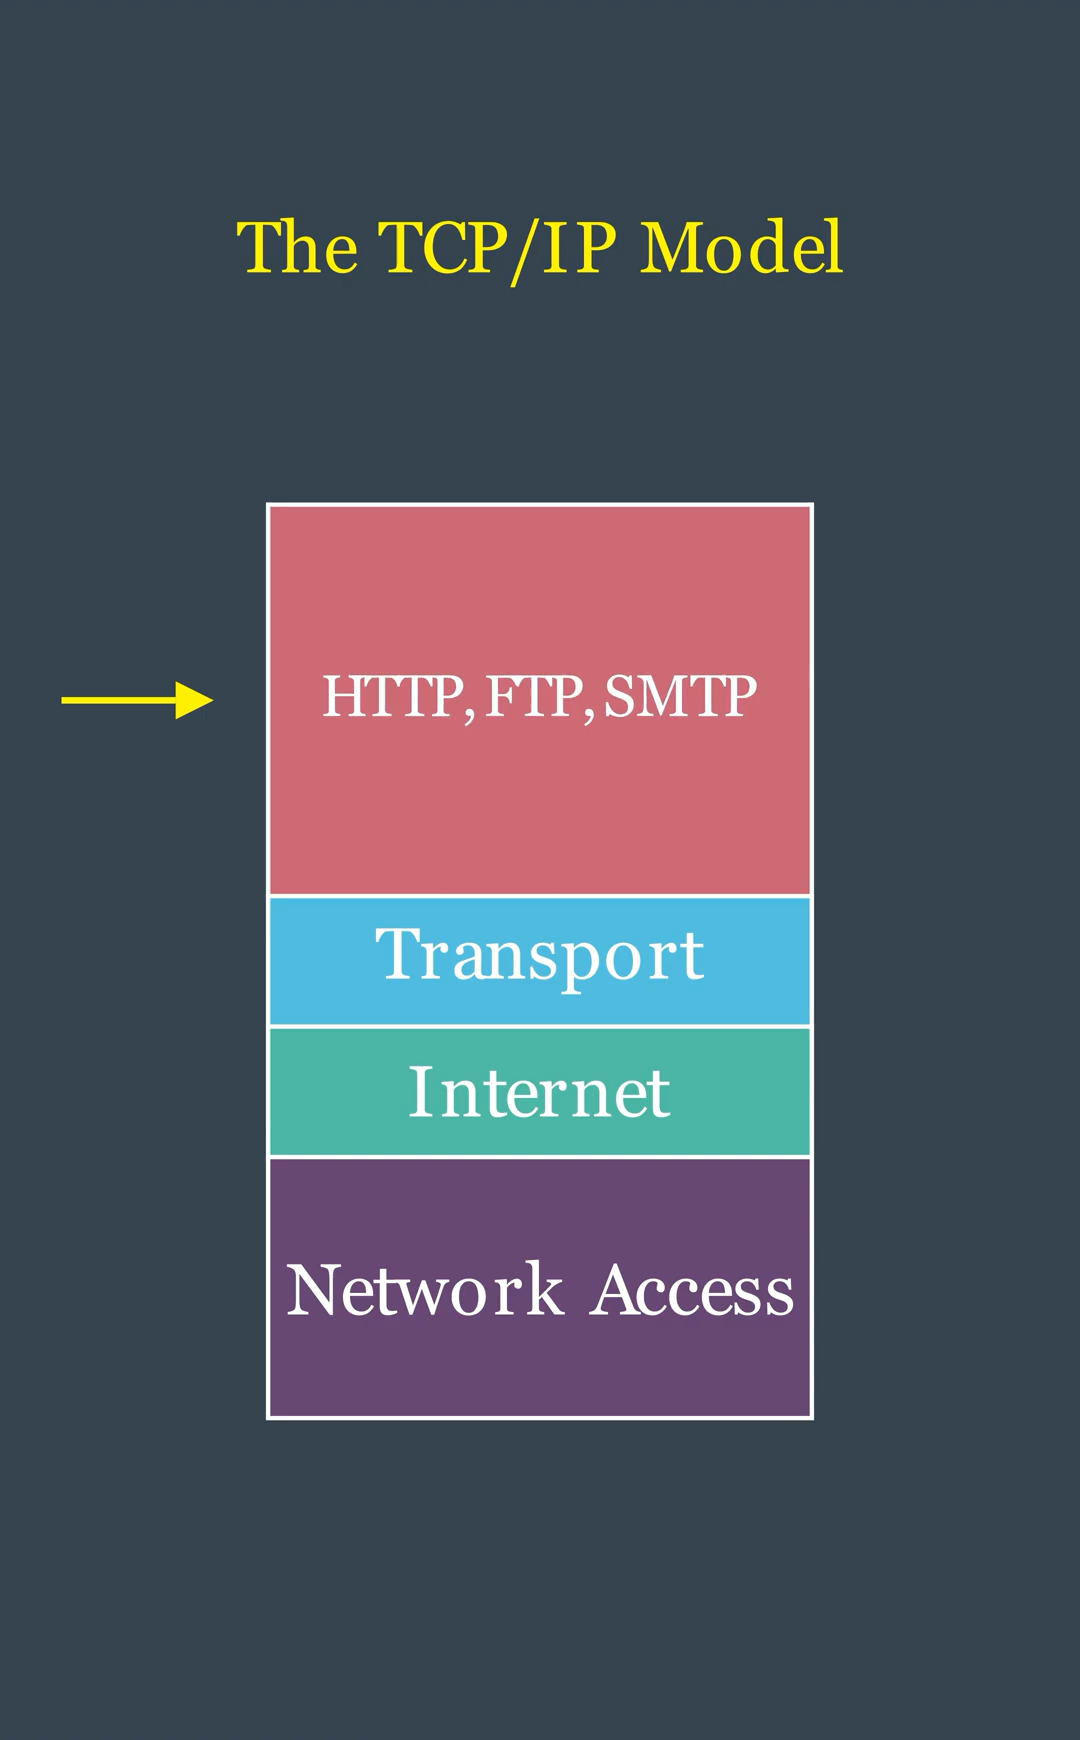 The TCP/IP Model
HTTP, FTP, SMTP
Transport
Internet
Network Access